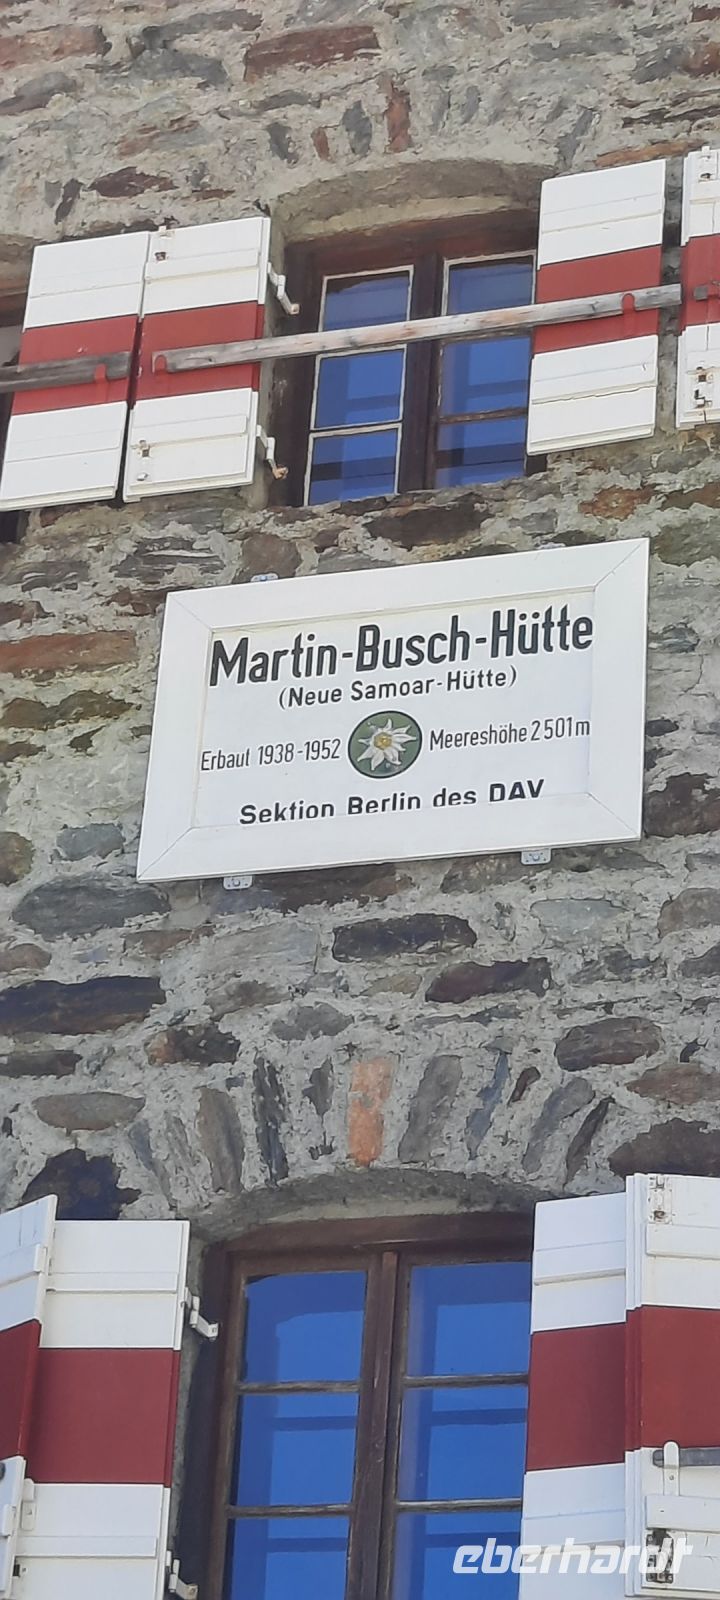 Martin-Busch-Hütte
(Neue Samoar-Hütte)
Erbaut 1938-1952 Meereshöhe 2501m
Sektion Berlin des DAV
eberhardt